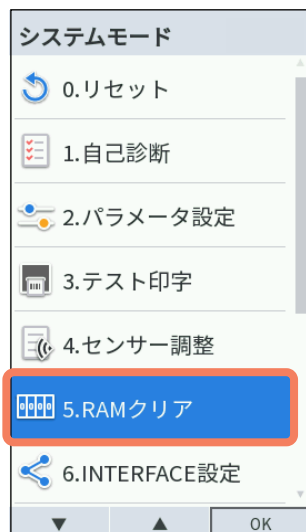 システムモード
0.リセット
1.自己診断
2.パラメータ設定
3.テスト印字
4.センサー調整
0000 5.RAMクリア
6.INTERFACE設定
▼ ▲ OK